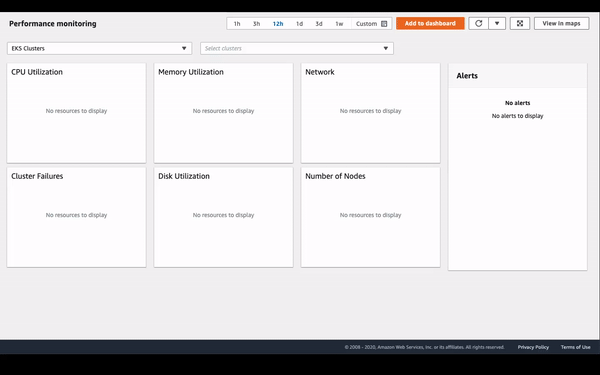 Performance monitoring
1h 3h 12h 1d 3d 1w Custom
Add to dashboard
View in maps
EKS Clusters
Select clusters
CPU Utilization
No resources to display
Memory Utilization
No resources to display
Network
No resources to display
Alerts
No alerts
No alerts to display
Cluster Failures
No resources to display
Disk Utilization
No resources to display
Number of Nodes
No resources to display
© 2008 - 2020, Amazon Web Services, Inc. or its affiliates. All rights reserved. Privacy Policy Terms of Use